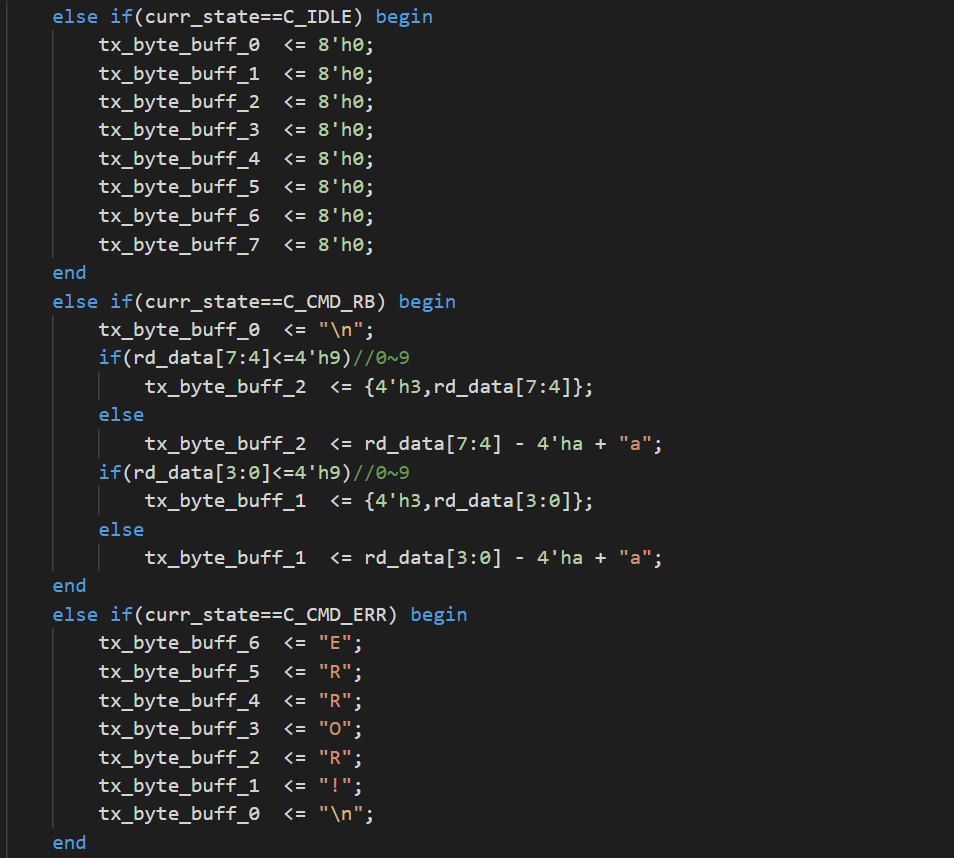 else if(curr_state==C_IDLE) begin
    tx_byte_buff_0  <= 8'h0;
    tx_byte_buff_1  <= 8'h0;
    tx_byte_buff_2  <= 8'h0;
    tx_byte_buff_3  <= 8'h0;
    tx_byte_buff_4  <= 8'h0;
    tx_byte_buff_5  <= 8'h0;
    tx_byte_buff_6  <= 8'h0;
    tx_byte_buff_7  <= 8'h0;
end
else if(curr_state==C_CMD_RB) begin
    tx_byte_buff_0  <= "\n";
    if(rd_data[7:4]<=4'h9)//0~9
        tx_byte_buff_2  <= {4'h3,rd_data[7:4]};
    else
        tx_byte_buff_2  <= rd_data[7:4] - 4'ha + "a";
    if(rd_data[3:0]<=4'h9)//0~9
        tx_byte_buff_1  <= {4'h3,rd_data[3:0]};
    else
        tx_byte_buff_1  <= rd_data[3:0] - 4'ha + "a";
end
else if(curr_state==C_CMD_ERR) begin
    tx_byte_buff_6  <= "E";
    tx_byte_buff_5  <= "R";
    tx_byte_buff_4  <= "R";
    tx_byte_buff_3  <= "O";
    tx_byte_buff_2  <= "R";
    tx_byte_buff_1  <= "!";
    tx_byte_buff_0  <= "\n";
end